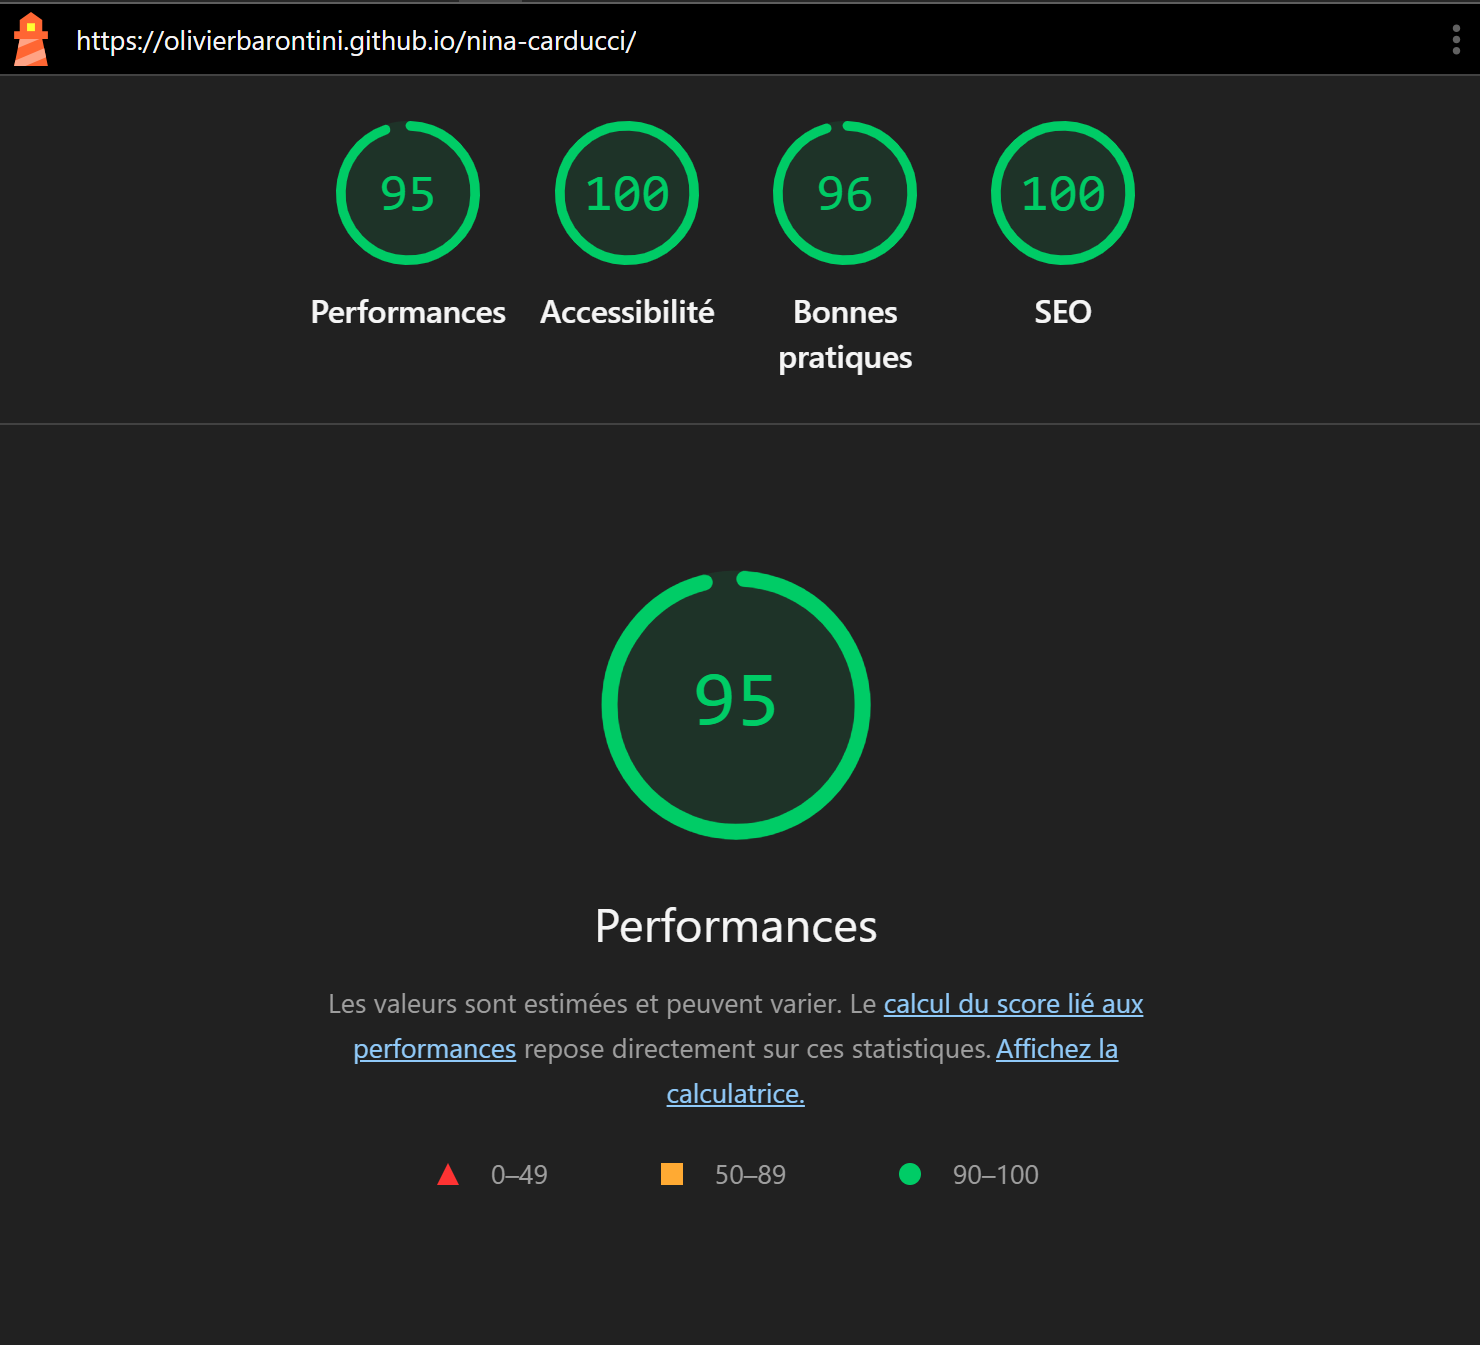 https://olivierbarontini.github.io/nina-carducci/
95
100
96
100
Performances
Accessibilité
Bonnes
pratiques
SEO
95
Performances
Les valeurs sont estimées et peuvent varier. Le calcul du score lié aux
performances repose directement sur ces statistiques. Affichez la
calculatrice.
0–49
50–89
90–100